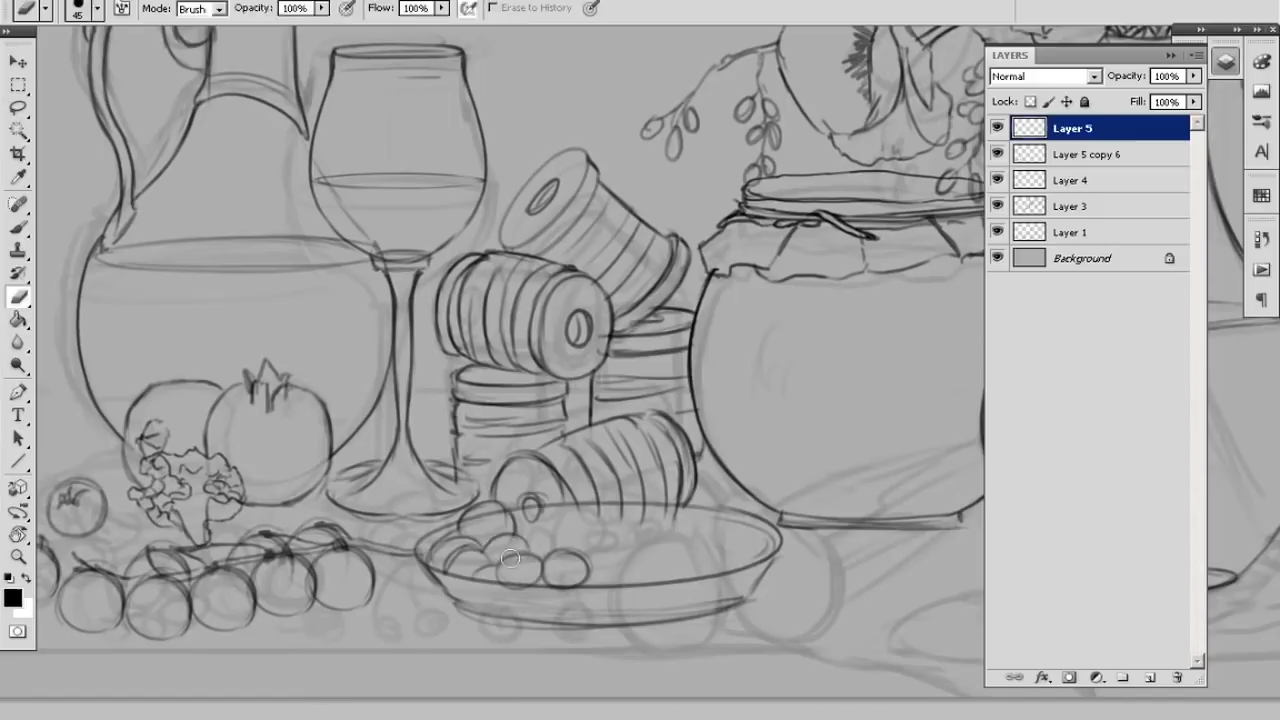 45 Mode: Brush Opacity: 100% Flow: 100% Erase to History
LAYERS
Normal Opacity: 100%
Lock: Fill: 100%
Layer 5
Layer 5 copy 6
Layer 4
Layer 3
Layer 1
Background